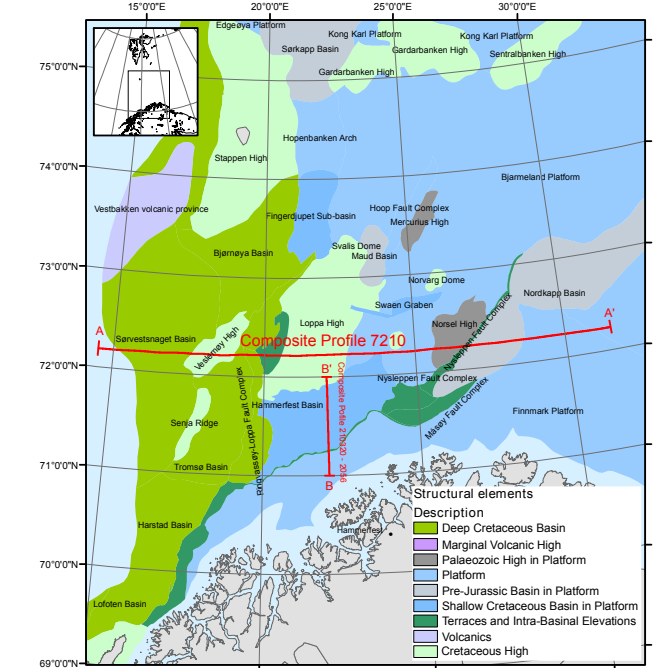 15°0'0"E
20°0'0"E
25°0'0"E
30°0'0"E
Edgeøya Platform
Kong Karl Platform
Kong Karl Platform
Sørkapp Basin
Gardarbanken High
Sentralbanken High
75°0'0"N
Gardarbanken High
Hopenbanken Arch
Stappen High
74°0'0"N
Bjarmeland Platform
Vestbakken volcanic province
Hoop Fault Complex
Fingerdjupet Sub-basin
Mercurius High
Svalis Dome
Bjørnøya Basin
Maud Basin
73°0'0"N
Norvarg Dome
Nordkapp Basin
Swaen Graben
A
A'
Loppa High
Norsel High
Sørvestsnaget Basin
Veslemøy High
Composite Profile 7210
Nysleppen Fault Complex
72°0'0"N
B'
Nysleppen Fault Complex
Composite Pofile 210320 - 2056
Ringvassøy-Loppa Fault Complex
Hammerfest Basin
Måsøy Fault Complex
Finnmark Platform
Senja Ridge
Tromsø Basin
71°0'0"N
B
Harstad Basin
Hammerfest
70°0'0"N
Lofoten Basin
69°0'0"N
Structural elements
Description
Deep Cretaceous Basin
Marginal Volcanic High
Palaeozoic High in Platform
Platform
Pre-Jurassic Basin in Platform
Shallow Cretaceous Basin in Platform
Terraces and Intra-Basinal Elevations
Volcanics
Cretaceous High